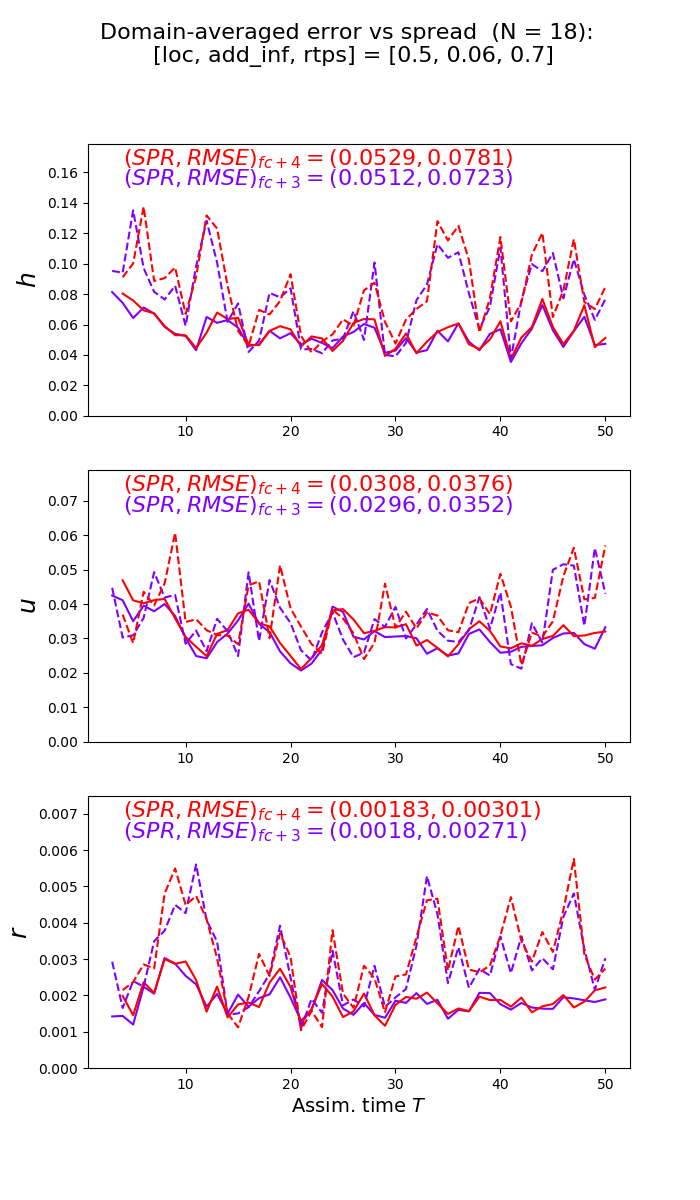 Domain-averaged error vs spread (N = 18):
[loc, add_inf, rtps] = [0.5, 0.06, 0.7]
(SPR, RMSE)fc+4 = (0.0529, 0.0781)
(SPR, RMSE)fc+3 = (0.0512, 0.0723)
h
0.16
0.14
0.12
0.10
0.08
0.06
0.04
0.02
0.00
10 20 30 40 50
(SPR, RMSE)fc+4 = (0.0308, 0.0376)
(SPR, RMSE)fc+3 = (0.0296, 0.0352)
u
0.07
0.06
0.05
0.04
0.03
0.02
0.01
0.00
10 20 30 40 50
(SPR, RMSE)fc+4 = (0.00183, 0.00301)
(SPR, RMSE)fc+3 = (0.0018, 0.00271)
r
0.007
0.006
0.005
0.004
0.003
0.002
0.001
0.000
10 20 30 40 50
Assim. time T